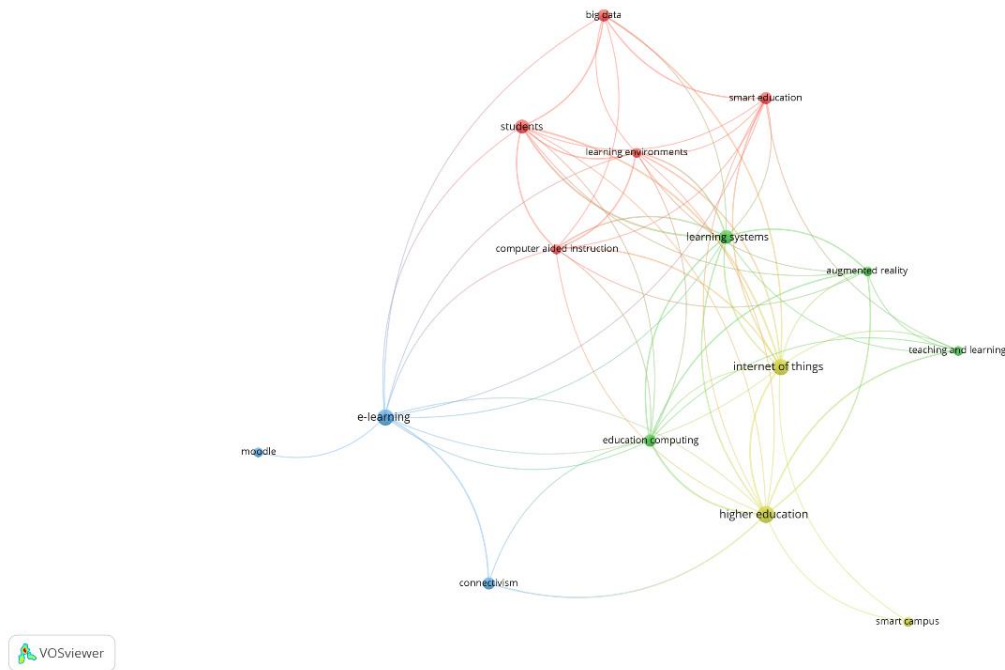 big data
smart education
students
learning environments
learning systems
computer aided instruction
augmented reality
teaching and learning
internet of things
e-learning
education computing
moodle
higher education
connectivism
smart campus
VOSviewer